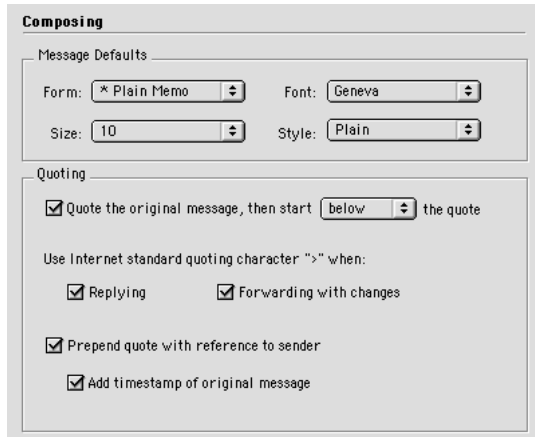 Composing
Message Defaults
Form: * Plain Memo Font: Geneva
Size: 10 Style: Plain
Quoting
Quote the original message, then start below the quote
Use Internet standard quoting character ">" when:
Replying Forwarding with changes
Prepend quote with reference to sender
Add timestamp of original message